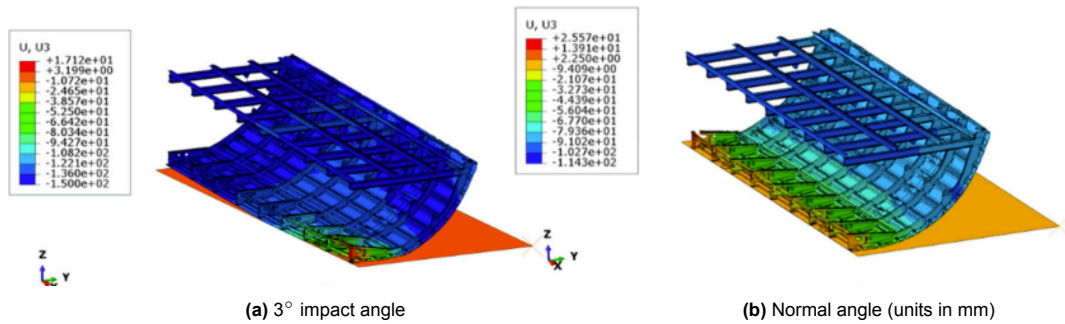 U, U3
+1.712e+01
+3.199e+00
-1.072e+01
-2.465e+01
-3.857e+01
-5.250e+01
-6.642e+01
-8.034e+01
-9.427e+01
-1.082e+02
-1.221e+02
-1.360e+02
-1.500e+02
Z
Y
(a) 3° impact angle
U, U3
+2.557e+01
+1.391e+01
+2.250e+00
-9.409e+00
-2.107e+01
-3.273e+01
-4.439e+01
-5.604e+01
-6.770e+01
-7.936e+01
-9.102e+01
-1.027e+02
-1.143e+02
Z
Y
X
(b) Normal angle (units in mm)